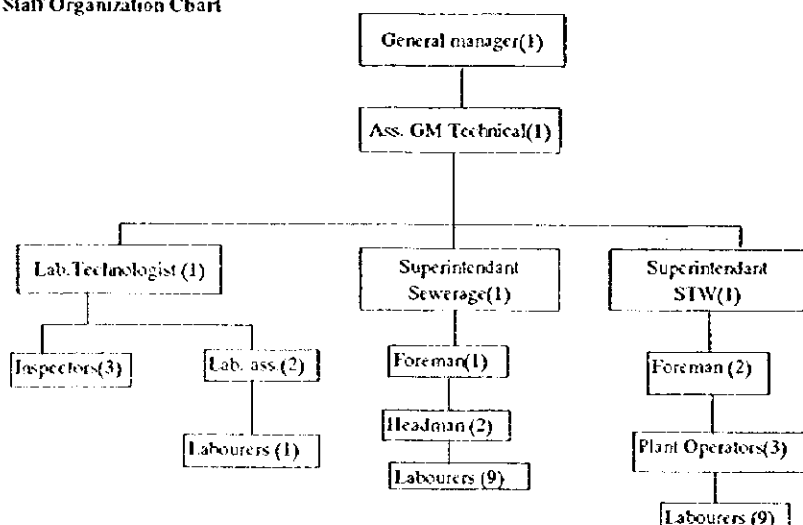 Staff Organization Chart
General manager(1)
Ass. GM Technical(1)
Lab.Technologist (1)
Superintendant
Sewerage(1)
Superintendant
STW(1)
Inspectors(3)
Lab. ass.(2)
Foreman(1)
Foreman (2)
Headman (2)
Labourers (1)
Plant Operators(3)
Labourers (9)
Labourers (9)